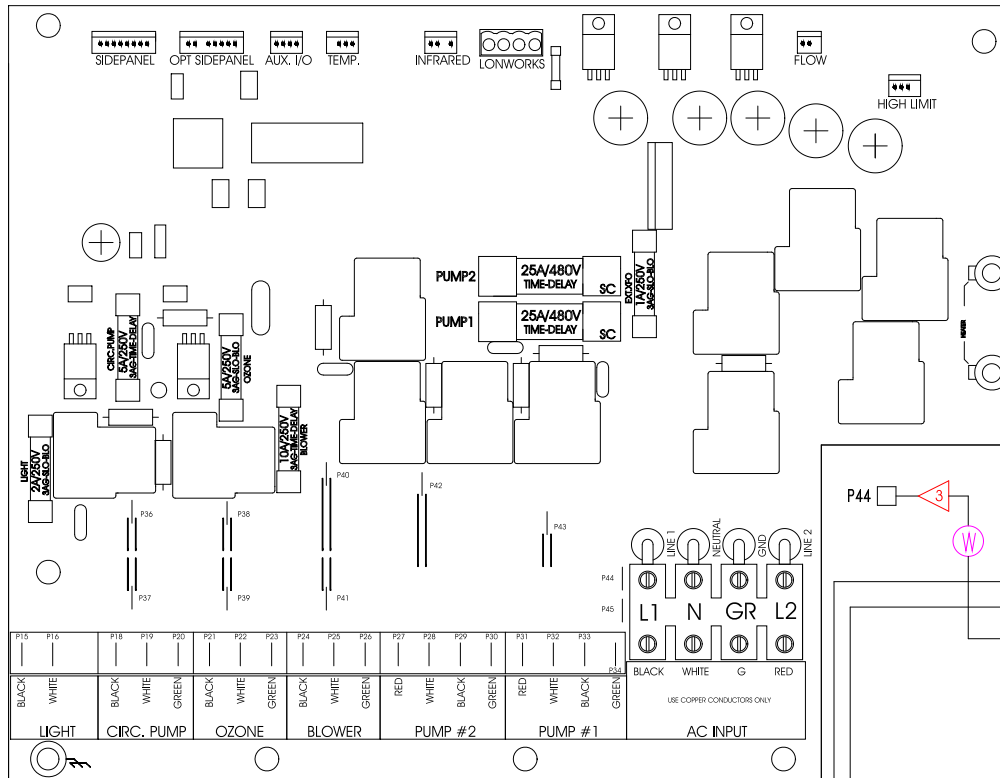 SIDEPANEL
OPT SIDEPANEL
AUX. I/O
TEMP.
INFRARED
LONWORKS
FLOW
HIGH LIMIT
PUMP2
25A/480V
TIME-DELAY
SC
PUMP1
25A/480V
TIME-DELAY
SC
1A/250V
3AG-SLO-BLO
HEATER
CIRC.PUMP
5A/250V
3AG-TIME-DELAY
5A/250V
3AG-SLO-BLO
OZONE
10A/250V
3AG-TIME-DELAY
BLOWER
LIGHT
2A/250V
3AG-SLO-BLO
P36
P38
P40
P42
P43
P37
P39
P41
P44
P45
LINE 1
NEUTRAL
GND
LINE 2
L1
N
GR
L2
BLACK
WHITE
G
RED
USE COPPER CONDUCTORS ONLY
AC INPUT
P15
P16
P18
P19
P20
P21
P22
P23
P24
P25
P26
P27
P28
P29
P30
P31
P32
P33
P34
BLACK
WHITE
BLACK
WHITE
GREEN
BLACK
WHITE
GREEN
BLACK
WHITE
GREEN
RED
WHITE
BLACK
GREEN
RED
WHITE
BLACK
GREEN
LIGHT
CIRC. PUMP
OZONE
BLOWER
PUMP #2
PUMP #1
P44
3
W